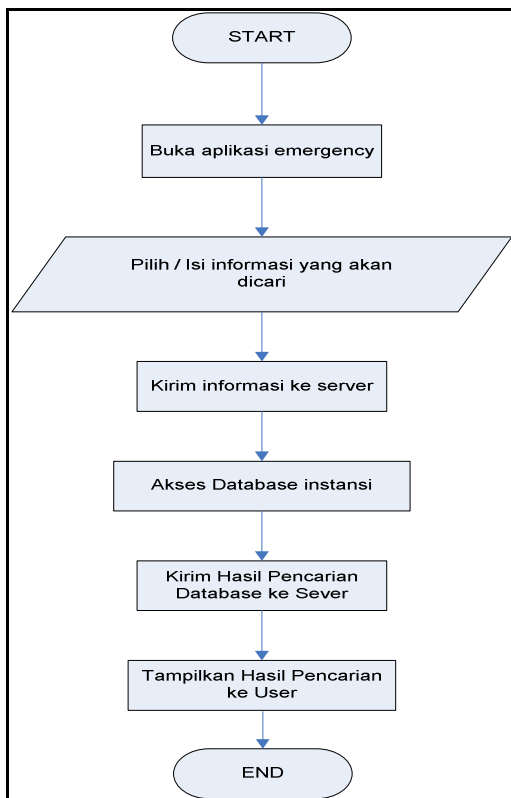 START
Buka aplikasi emergency
Pilih / Isi informasi yang akan
dicari
Kirim informasi ke server
Akses Database instansi
Kirim Hasil Pencarian
Database ke Sever
Tampilkan Hasil Pencarian
ke User
END